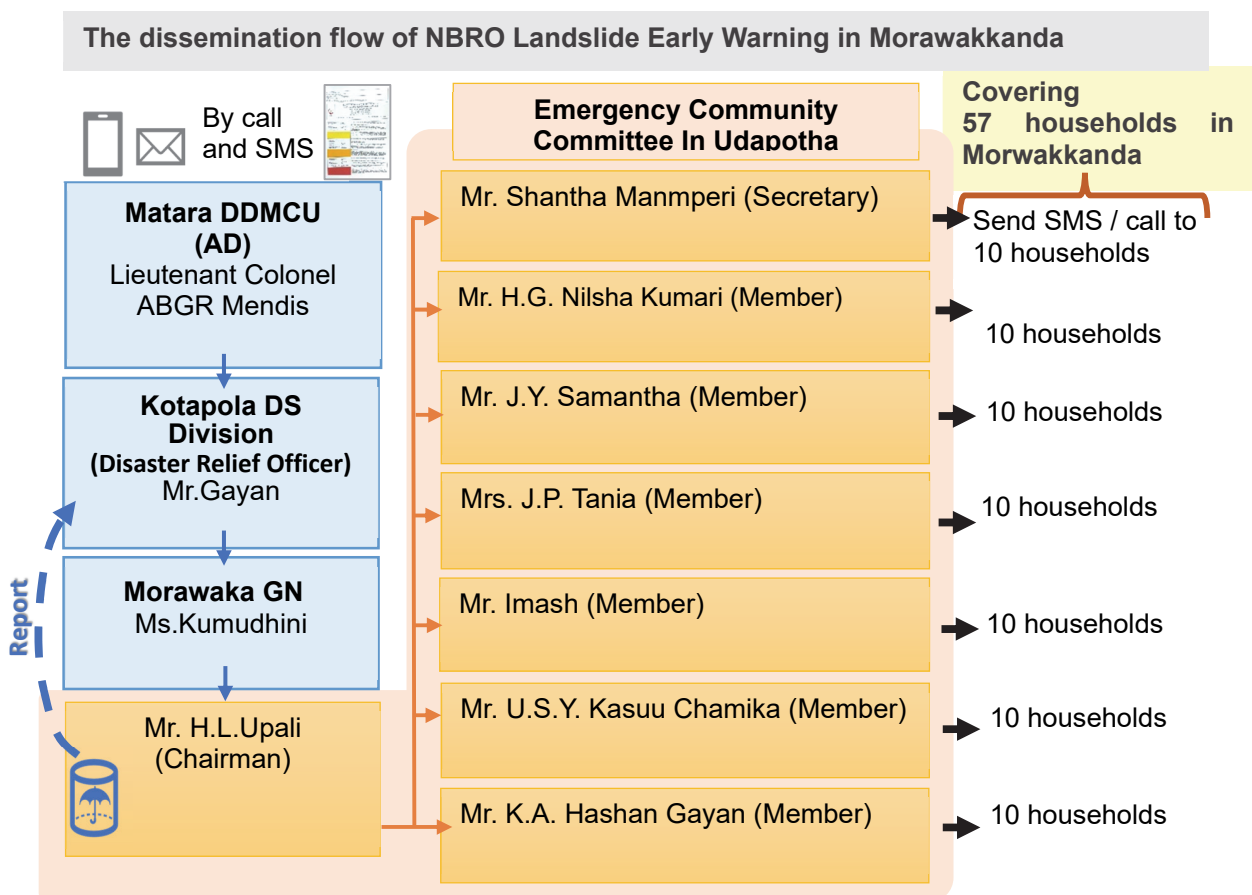 The dissemination flow of NBRO Landslide Early Warning in Morawakkanda
By call
and SMS
Matara DDMCU
(AD)
Lieutenant Colonel
ABGR Mendis
Kotapola DS
Division
(Disaster Relief Officer)
Mr.Gayan
Morawaka GN
Ms.Kumudhini
Report
Mr. H.L.Upali
(Chairman)
Emergency Community
Committee In Udapotha
Mr. Shantha Manmperi (Secretary)
Mr. H.G. Nilsha Kumari (Member)
Mr. J.Y. Samantha (Member)
Mrs. J.P. Tania (Member)
Mr. Imash (Member)
Mr. U.S.Y. Kasuu Chamika (Member)
Mr. K.A. Hashan Gayan (Member)
Covering
57 households in
Morwakkanda
Send SMS / call to
10 households
10 households
10 households
10 households
10 households
10 households
10 households